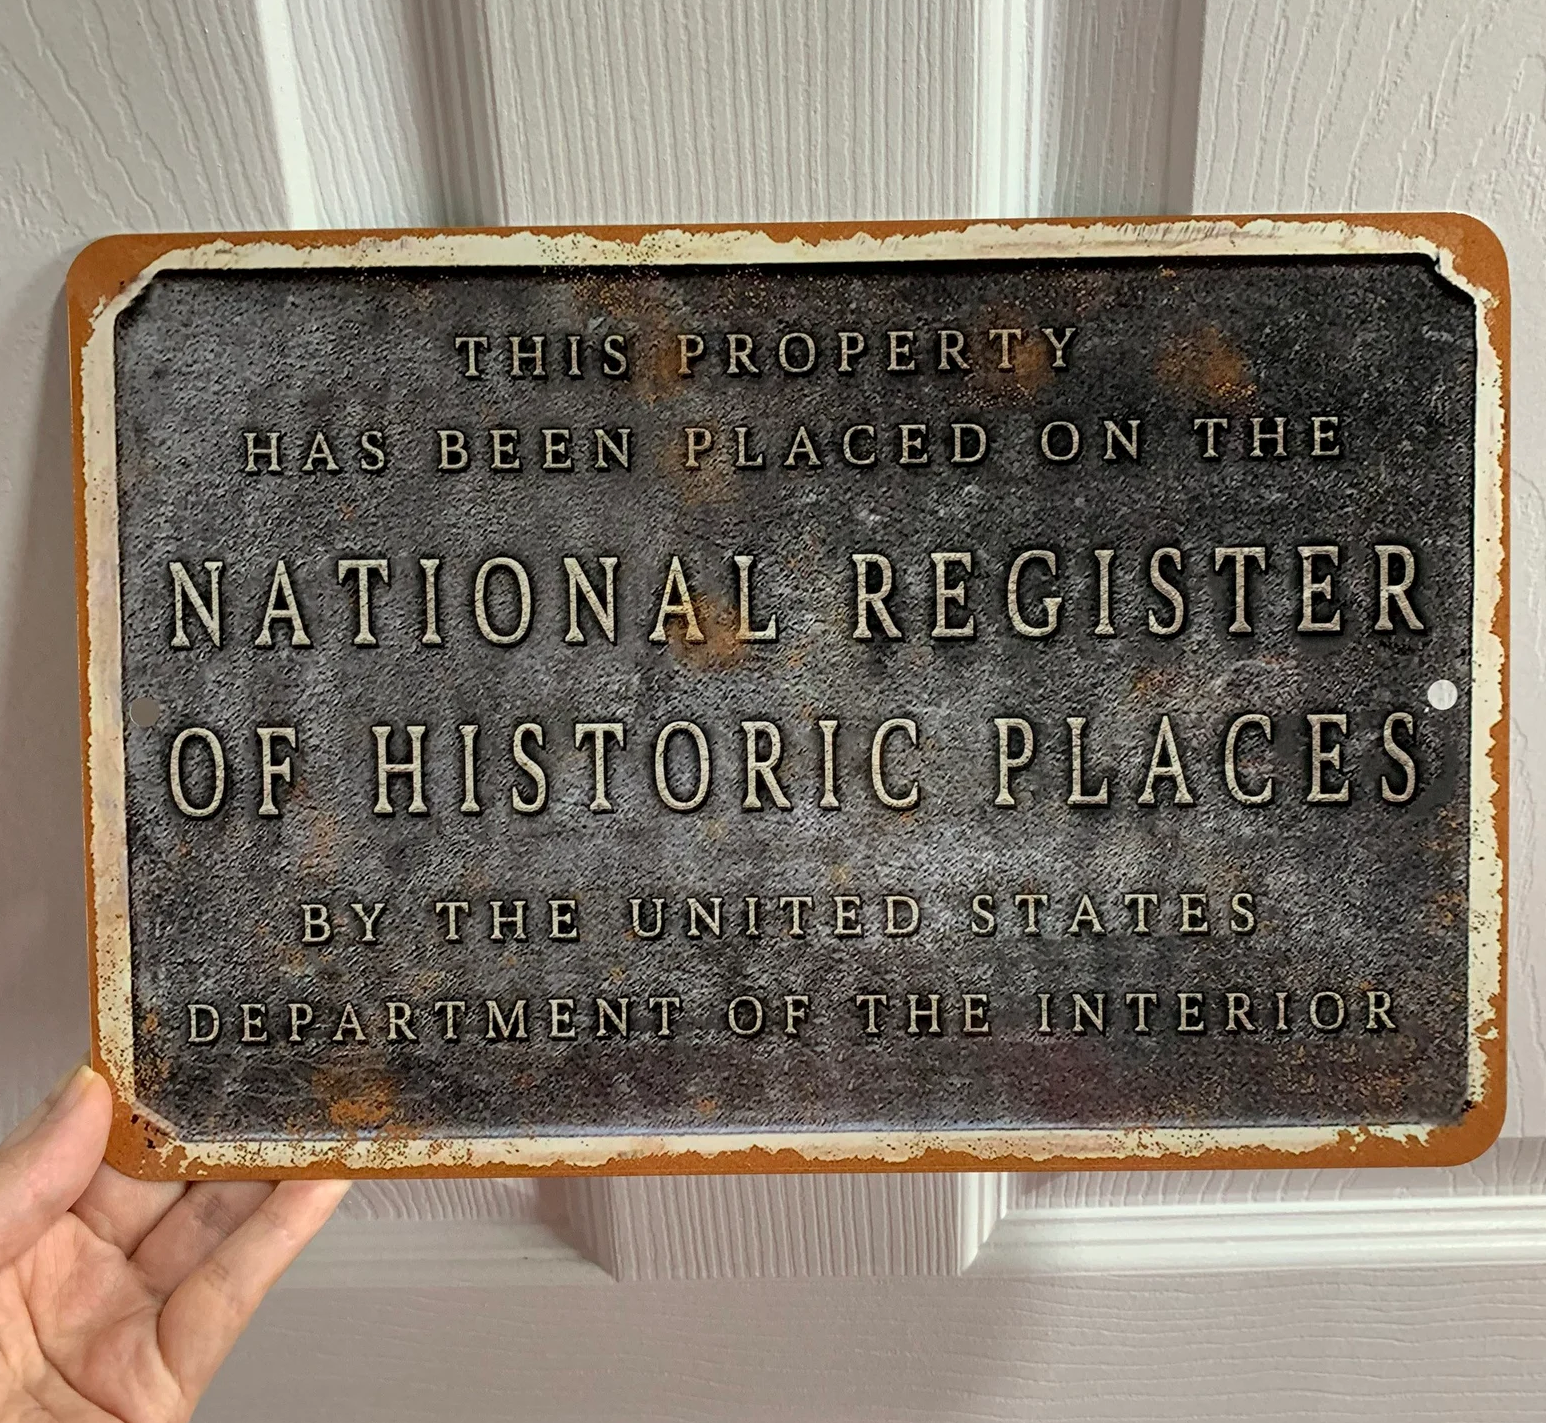 THIS PROPERTY
HAS BEEN PLACED ON THE
NATIONAL REGISTER
OF HISTORIC PLACES
BY THE UNITED STATES
DEPARTMENT OF THE INTERIOR